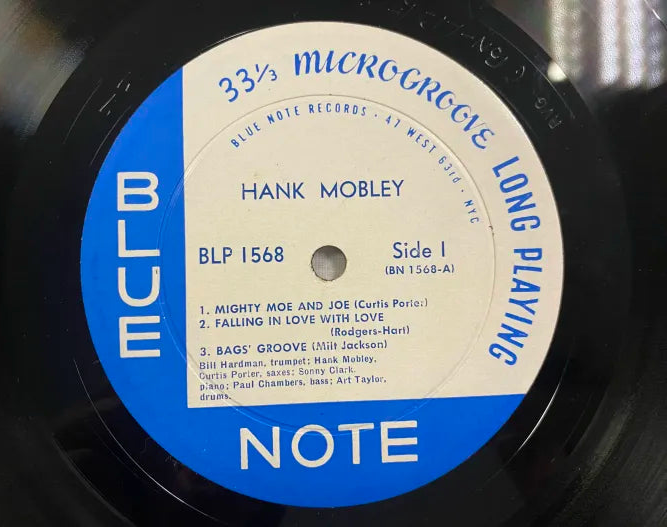 33⅓ MICROGROOVE LONG PLAYING
BLUE NOTE RECORDS · 47 WEST 63rd · NYC
HANK MOBLEY
BLP 1568
Side 1
(BN 1568-A)
1. MIGHTY MOE AND JOE (Curtis Porter)
2. FALLING IN LOVE WITH LOVE
(Rodgers-Hart)
3. BAGS' GROOVE (Milt Jackson)
Bill Hardman, trumpet; Hank Mobley,
Curtis Porter, saxes; Sonny Clark,
piano; Paul Chambers, bass; Art Taylor,
drums.
BLUE
NOTE